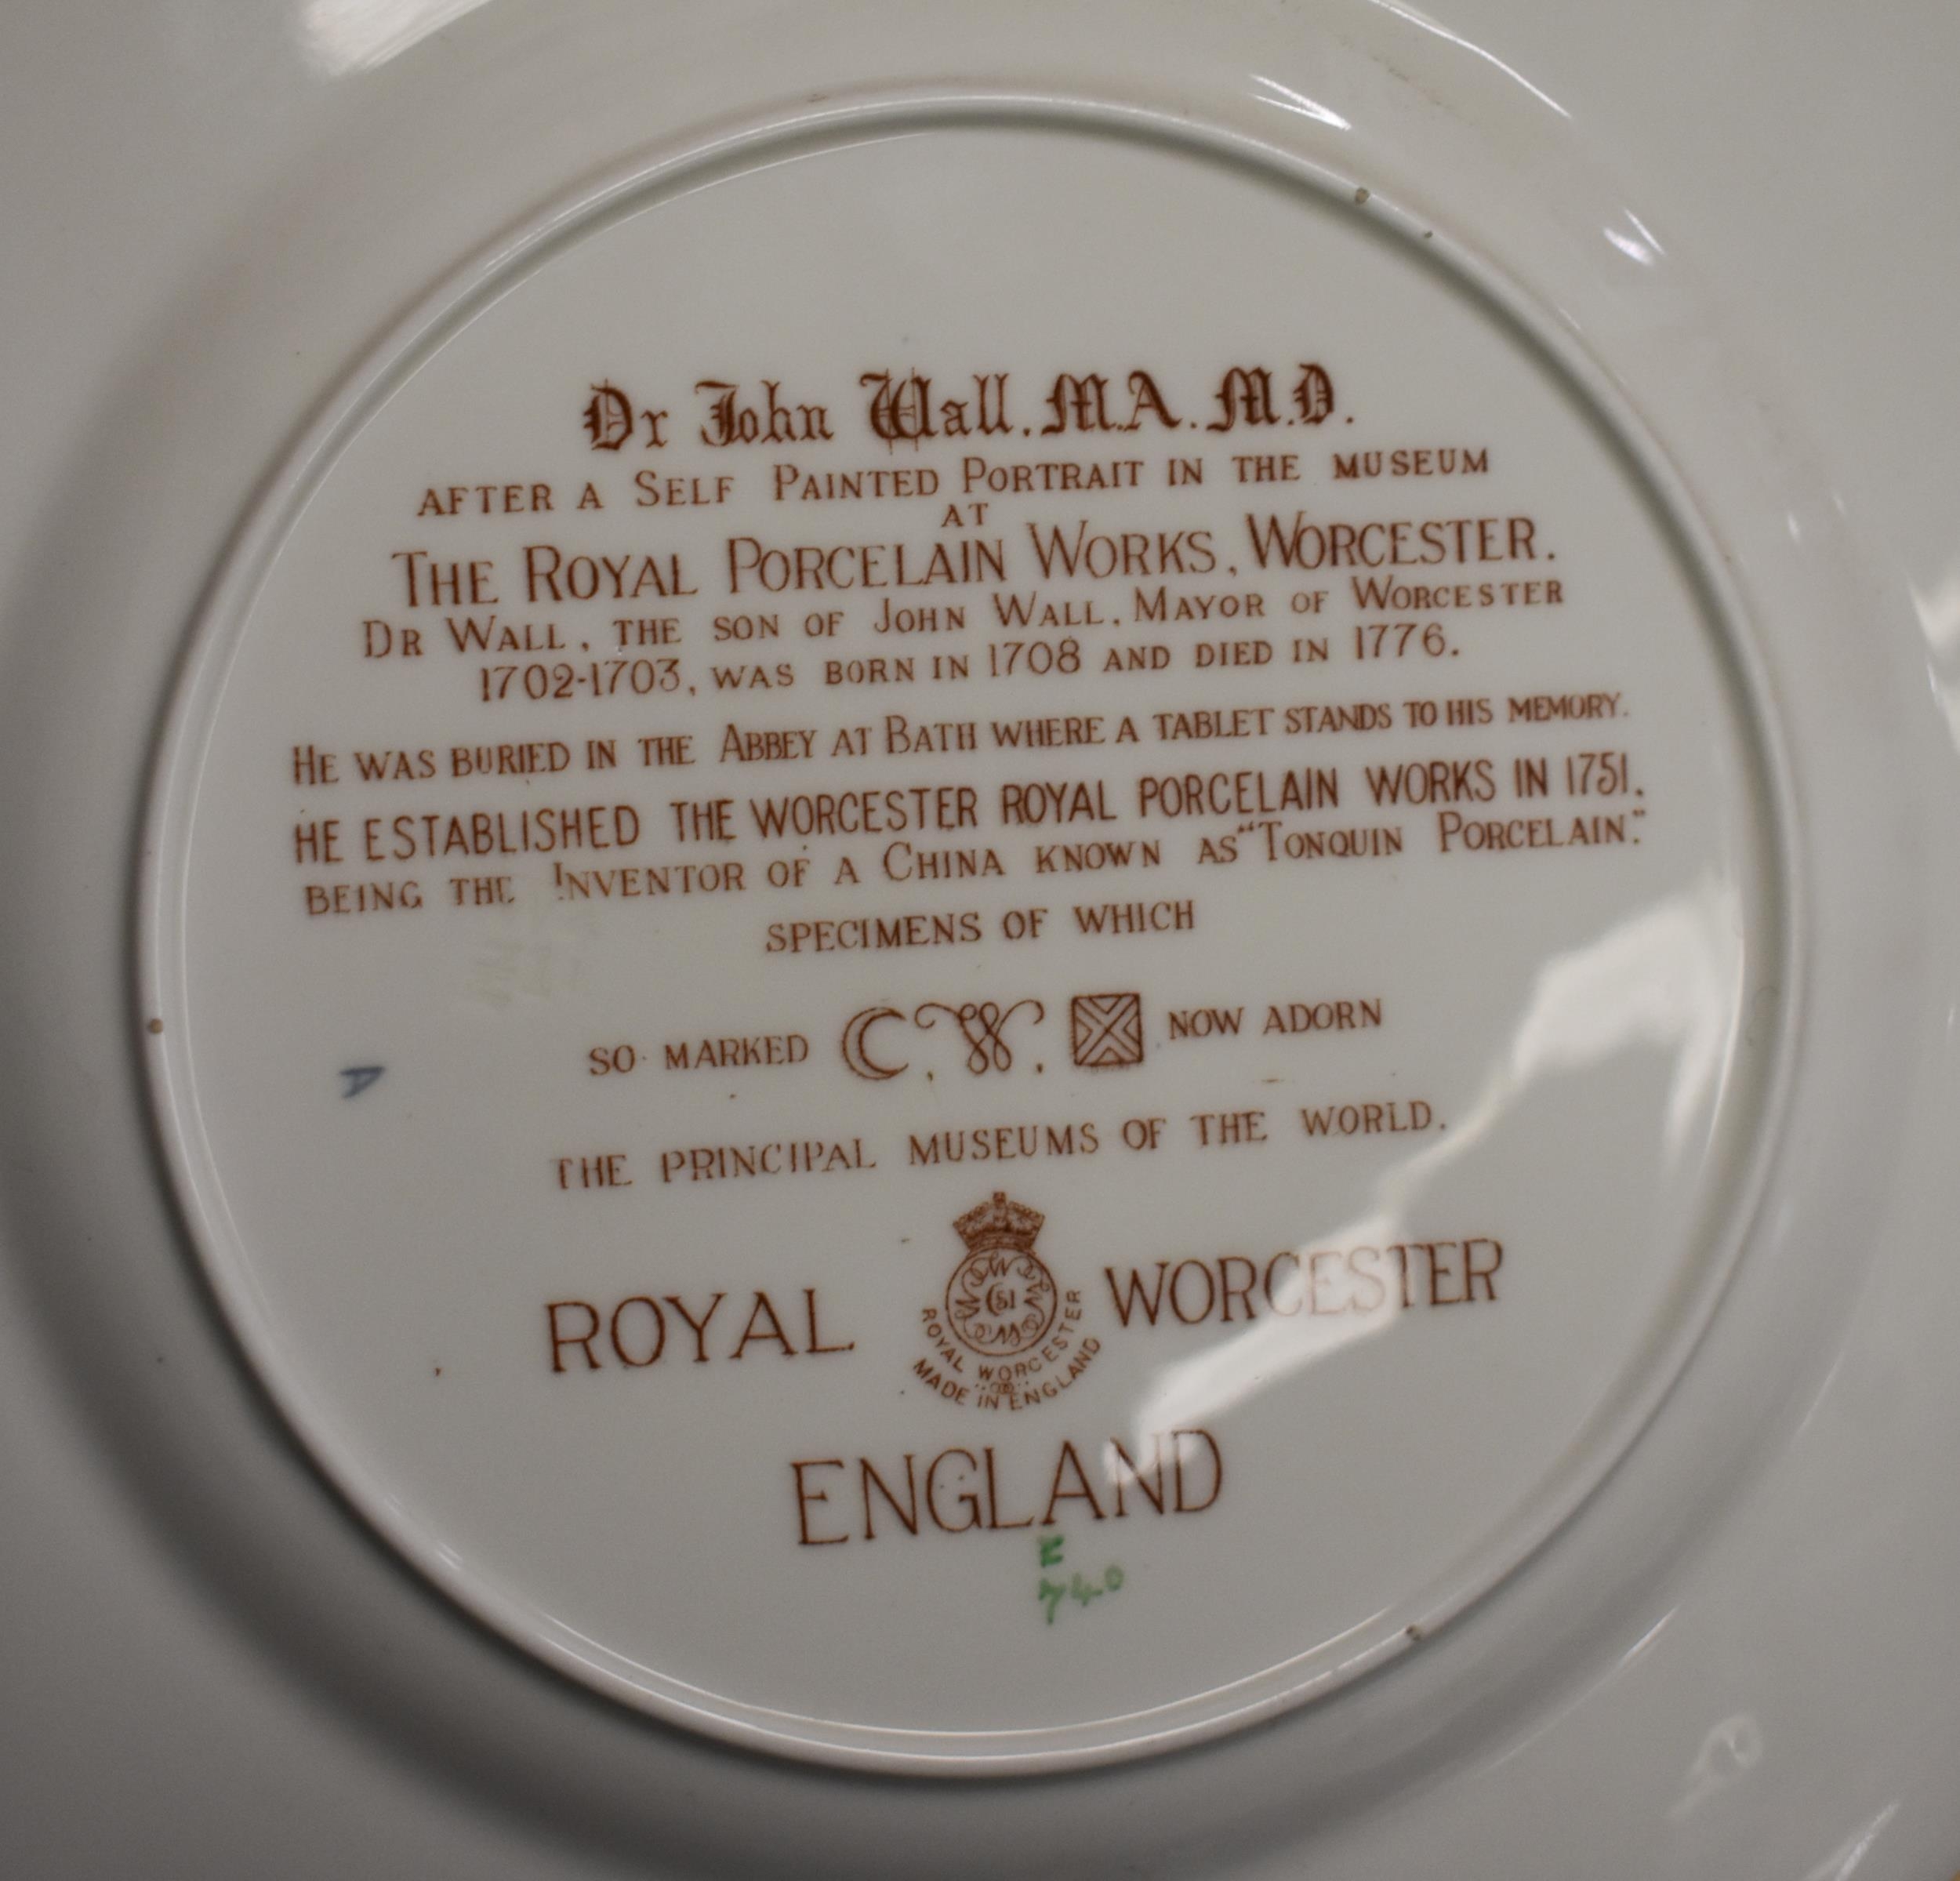 Dr John Wall. M.A. M.D.
AFTER A SELF PAINTED PORTRAIT IN THE MUSEUM
AT
THE ROYAL PORCELAIN WORKS, WORCESTER.
DR WALL, THE SON OF JOHN WALL, MAYOR OF WORCESTER
1702-1703, WAS BORN IN 1708 AND DIED IN 1776.
HE WAS BURIED IN THE ABBEY AT BATH WHERE A TABLET STANDS TO HIS MEMORY.
HE ESTABLISHED THE WORCESTER ROYAL PORCELAIN WORKS IN 1751.
BEING THE INVENTOR OF A CHINA KNOWN AS "TONQUIN PORCELAIN."
SPECIMENS OF WHICH
SO MARKED C, W. NOW ADORN
A
THE PRINCIPAL MUSEUMS OF THE WORLD.
ROYAL WORCESTER
51
ROYAL WORCESTER
MADE IN ENGLAND
ENGLAND
E
740